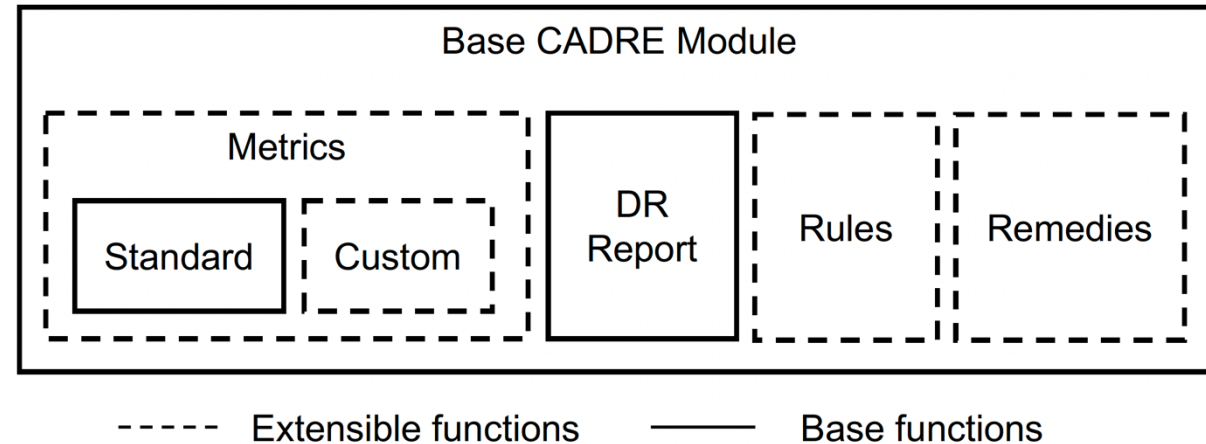 Base CADRE Module
Metrics
Standard
Custom
DR
Report
Rules
Remedies
Extensible functions
Base functions